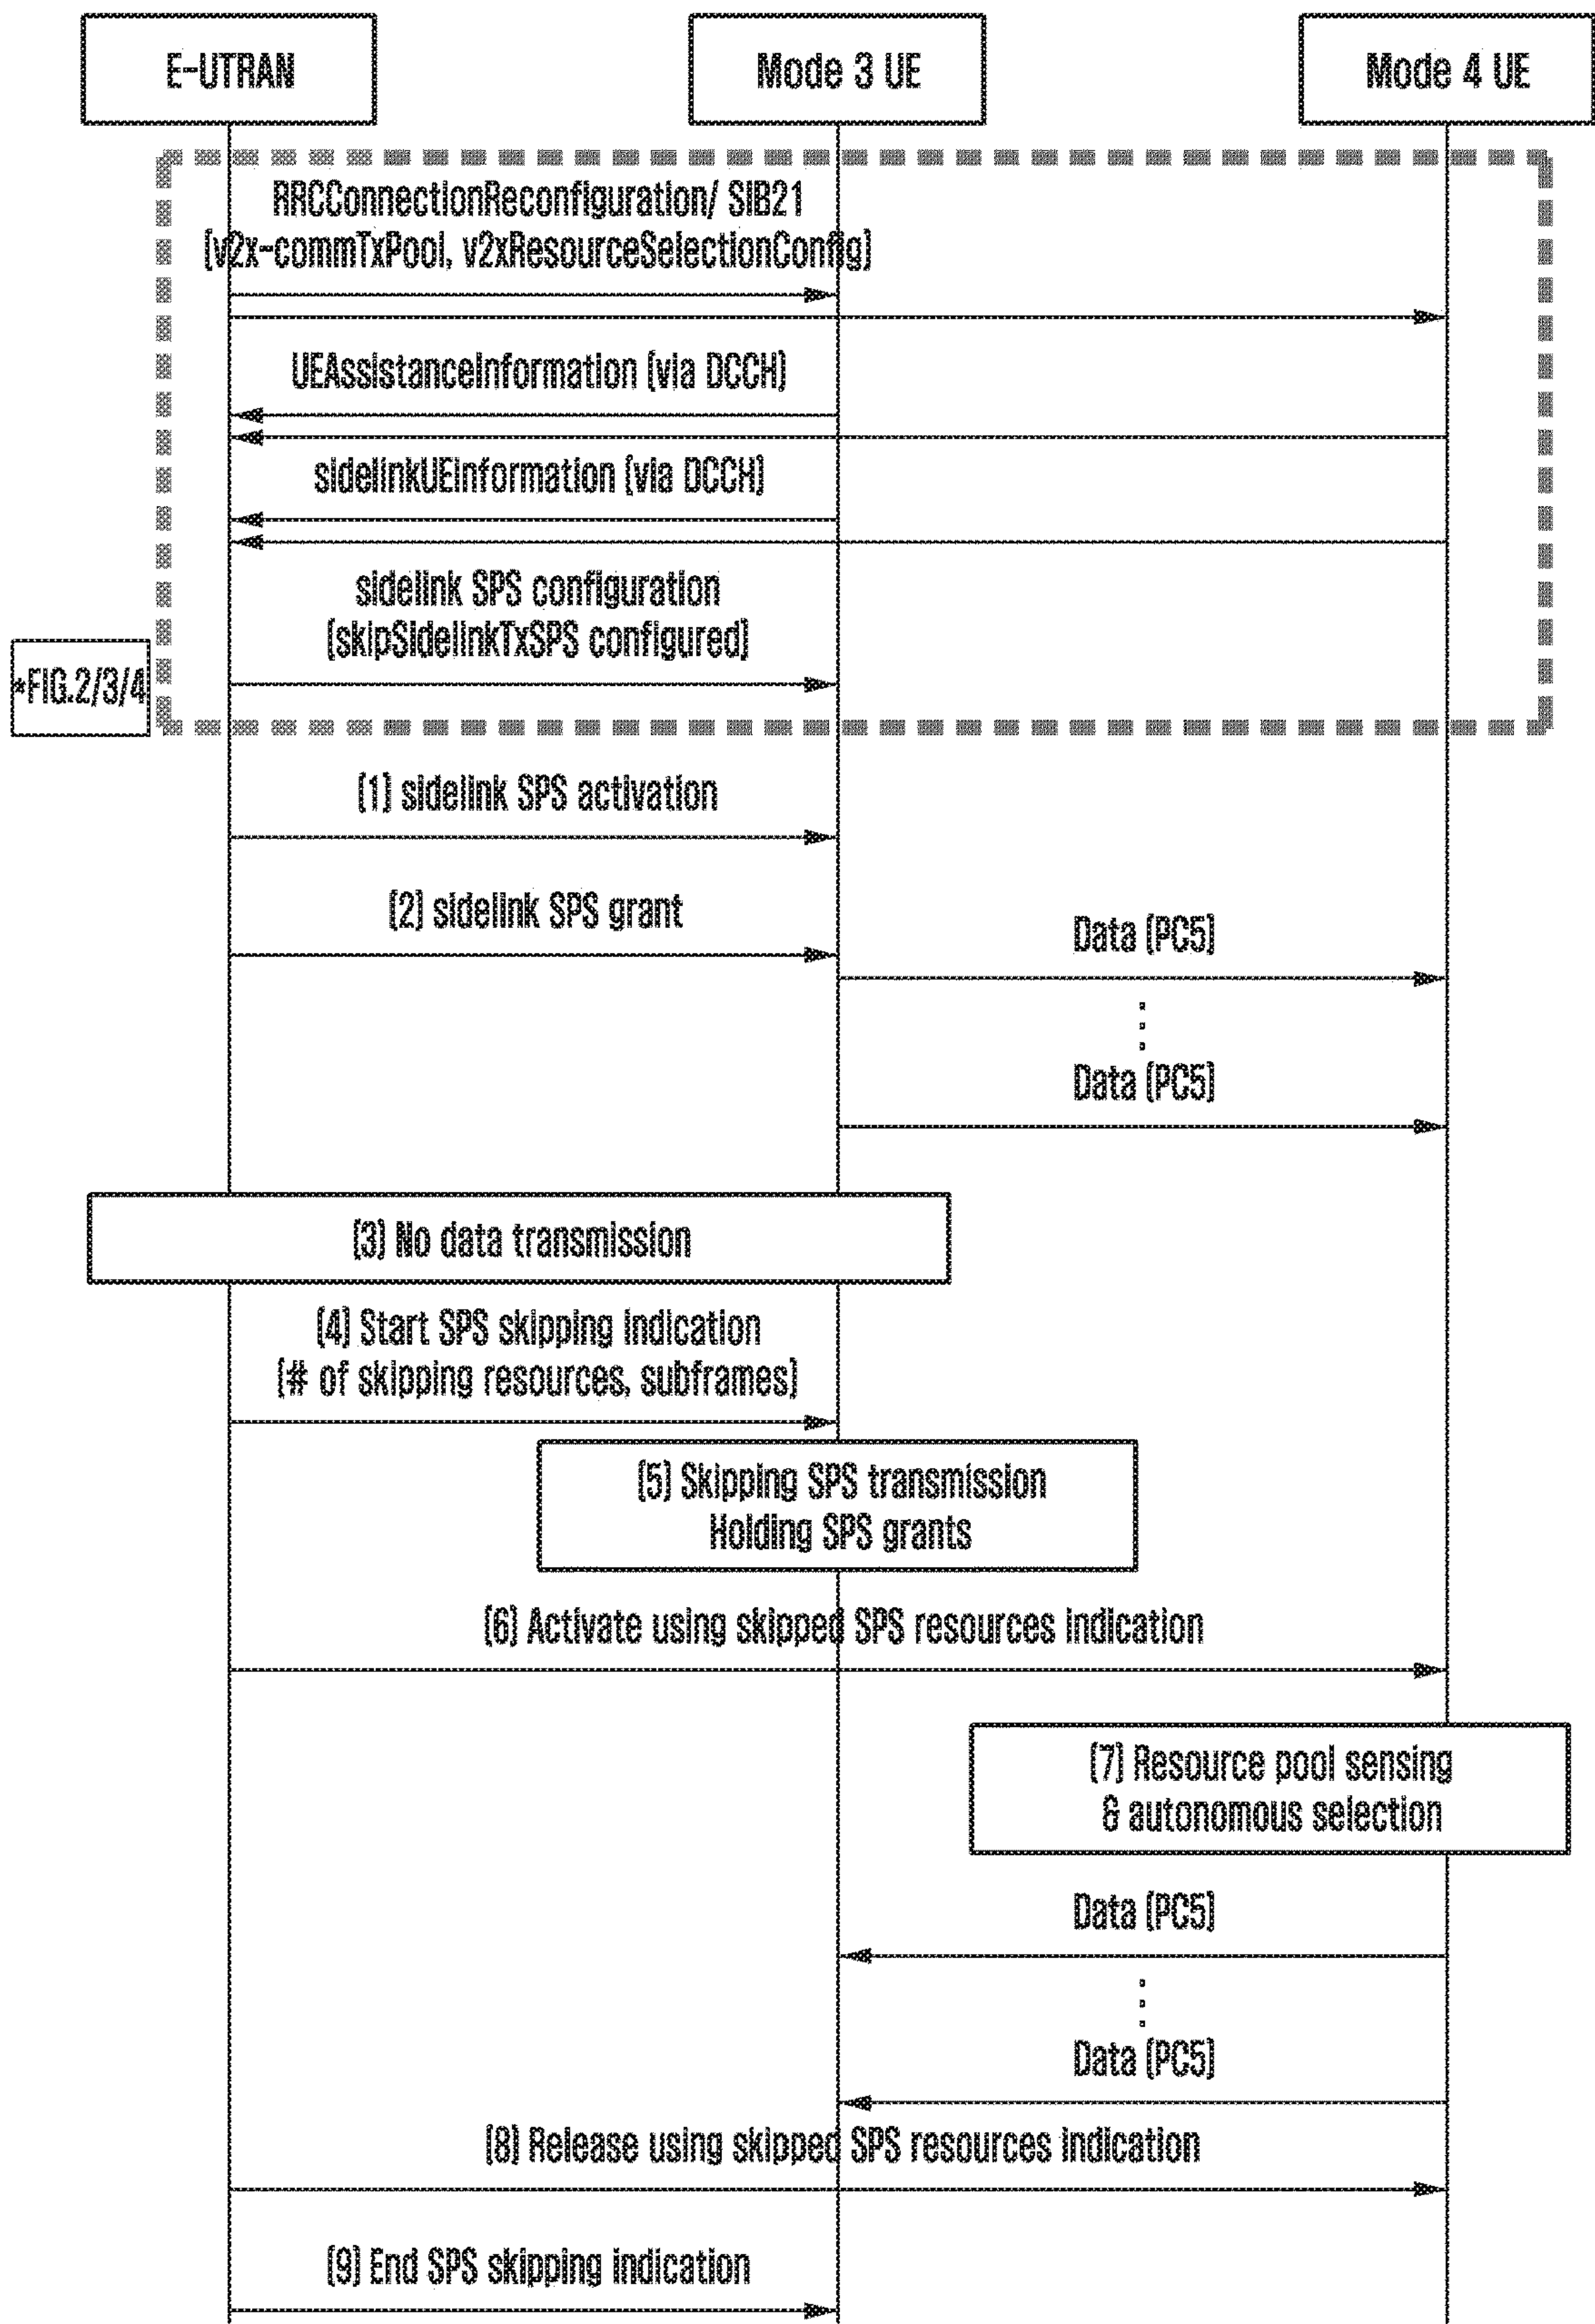 E-UTRAN
Mode 3 UE
Mode 4 UE
RRCConnectionReconfiguration/ SIB21
(v2x-commTxPool, v2xResourceSelectionConfig)
UEAssistanceInformation (via DCCH)
sidelinkUEinformation (via DCCH)
sidelink SPS configuration
(skipSidelinkTxSPS configured)
*FIG.2/3/4
(1) sidelink SPS activation
(2) sidelink SPS grant
Data (PC5)
Data (PC5)
(3) No data transmission
(4) Start SPS skipping indication
(# of skipping resources, subframes)
(5) Skipping SPS transmission
Holding SPS grants
(6) Activate using skipped SPS resources indication
(7) Resource pool sensing
& autonomous selection
Data (PC5)
Data (PC5)
(8) Release using skipped SPS resources indication
(9) End SPS skipping indication